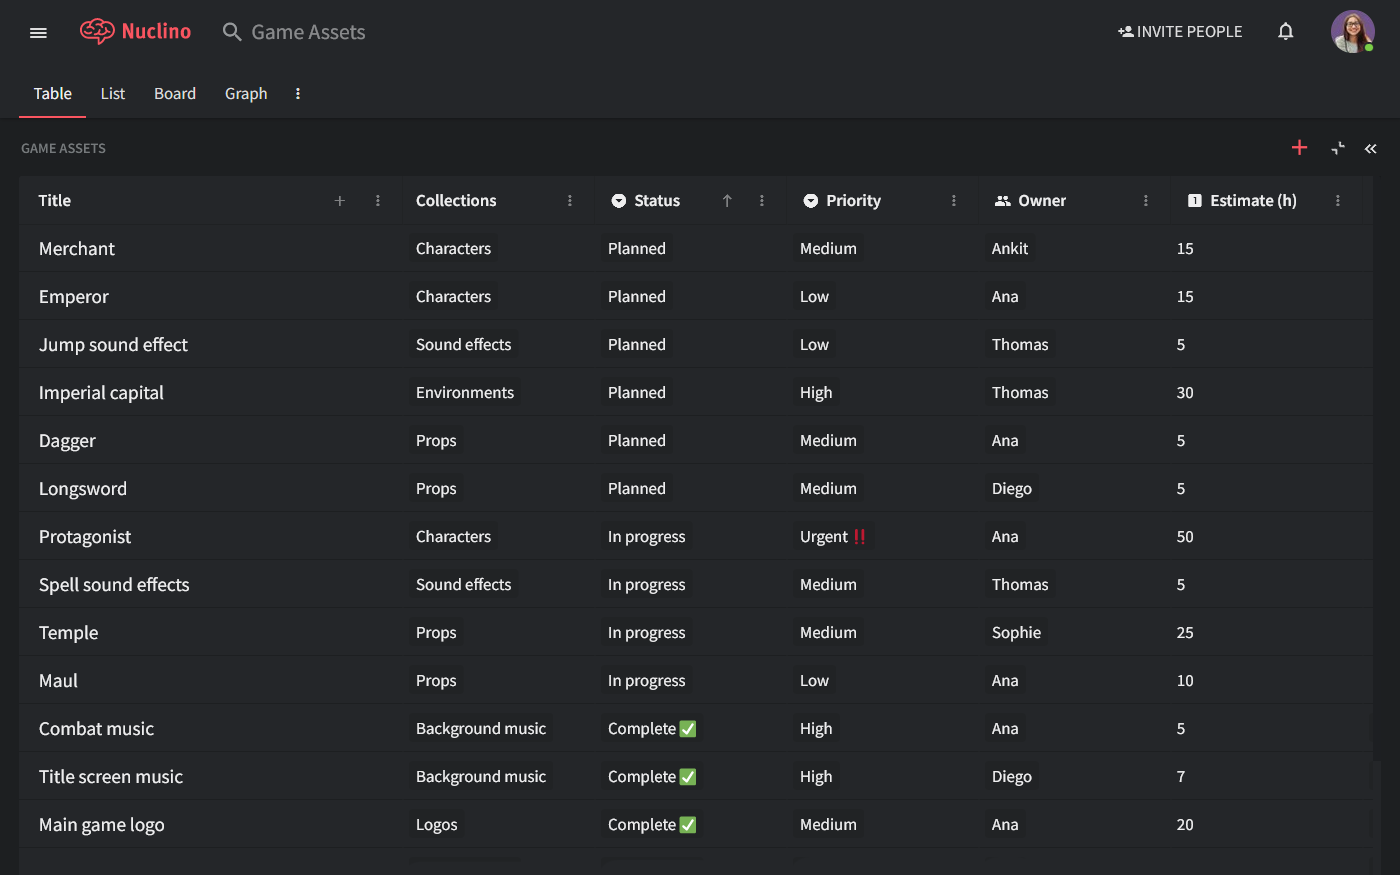 Nuclino Game Assets INVITE PEOPLE
Table List Board Graph
GAME ASSETS
Title Collections Status Priority Owner 1 Estimate (h)
Merchant Characters Planned Medium Ankit 15
Emperor Characters Planned Low Ana 15
Jump sound effect Sound effects Planned Low Thomas 5
Imperial capital Environments Planned High Thomas 30
Dagger Props Planned Medium Ana 5
Longsword Props Planned Medium Diego 5
Protagonist Characters In progress Urgent ‼️ Ana 50
Spell sound effects Sound effects In progress Medium Thomas 5
Temple Props In progress Medium Sophie 25
Maul Props In progress Low Ana 10
Combat music Background music Complete ✅ High Ana 5
Title screen music Background music Complete ✅ High Diego 7
Main game logo Logos Complete ✅ Medium Ana 20